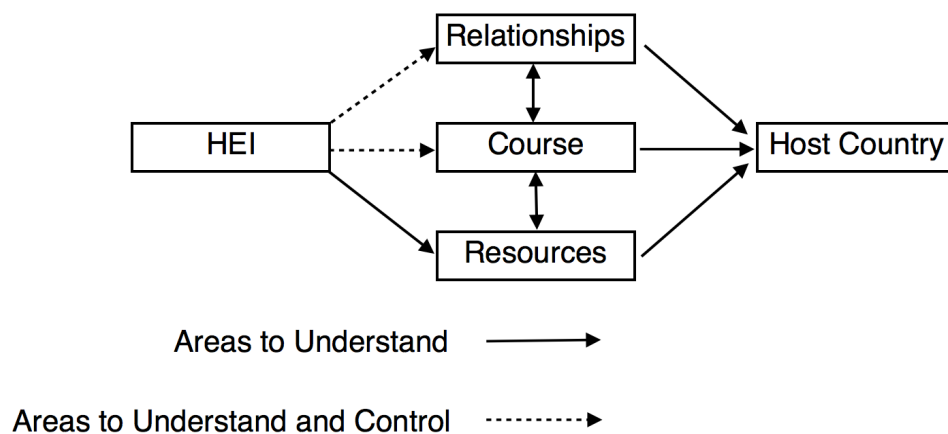 Relationships
HEI
Course
Host Country
Resources
Areas to Understand
Areas to Understand and Control